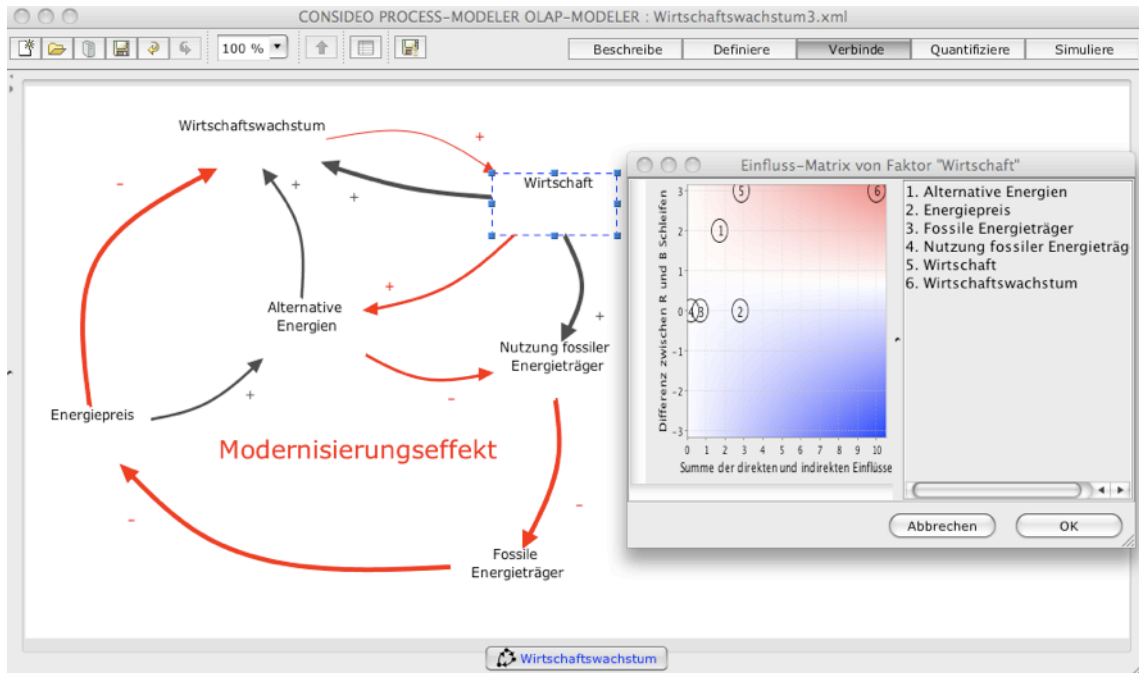 CONSIDEO PROCESS-MODELER OLAP-MODELER : Wirtschaftswachstum3.xml
100 %
Beschreibe
Definiere
Verbinde
Quantifiziere
Simuliere
Wirtschaftswachstum
+
Wirtschaft
-
+
+
+
Alternative
Energien
+
Nutzung fossiler
Energieträger
-
Energiepreis
+
Modernisierungseffekt
-
-
Fossile
Energieträger
Einfluss-Matrix von Faktor "Wirtschaft"
Differenz zwischen R und B Schleifen
3
2
1
0
-1
-2
-3
5
6
1
4
3
2
0 1 2 3 4 5 6 7 8 9 10
Summe der direkten und indirekten Einflüsse
1. Alternative Energien
2. Energiepreis
3. Fossile Energieträger
4. Nutzung fossiler Energieträg
5. Wirtschaft
6. Wirtschaftswachstum
Abbrechen
OK
Wirtschaftswachstum